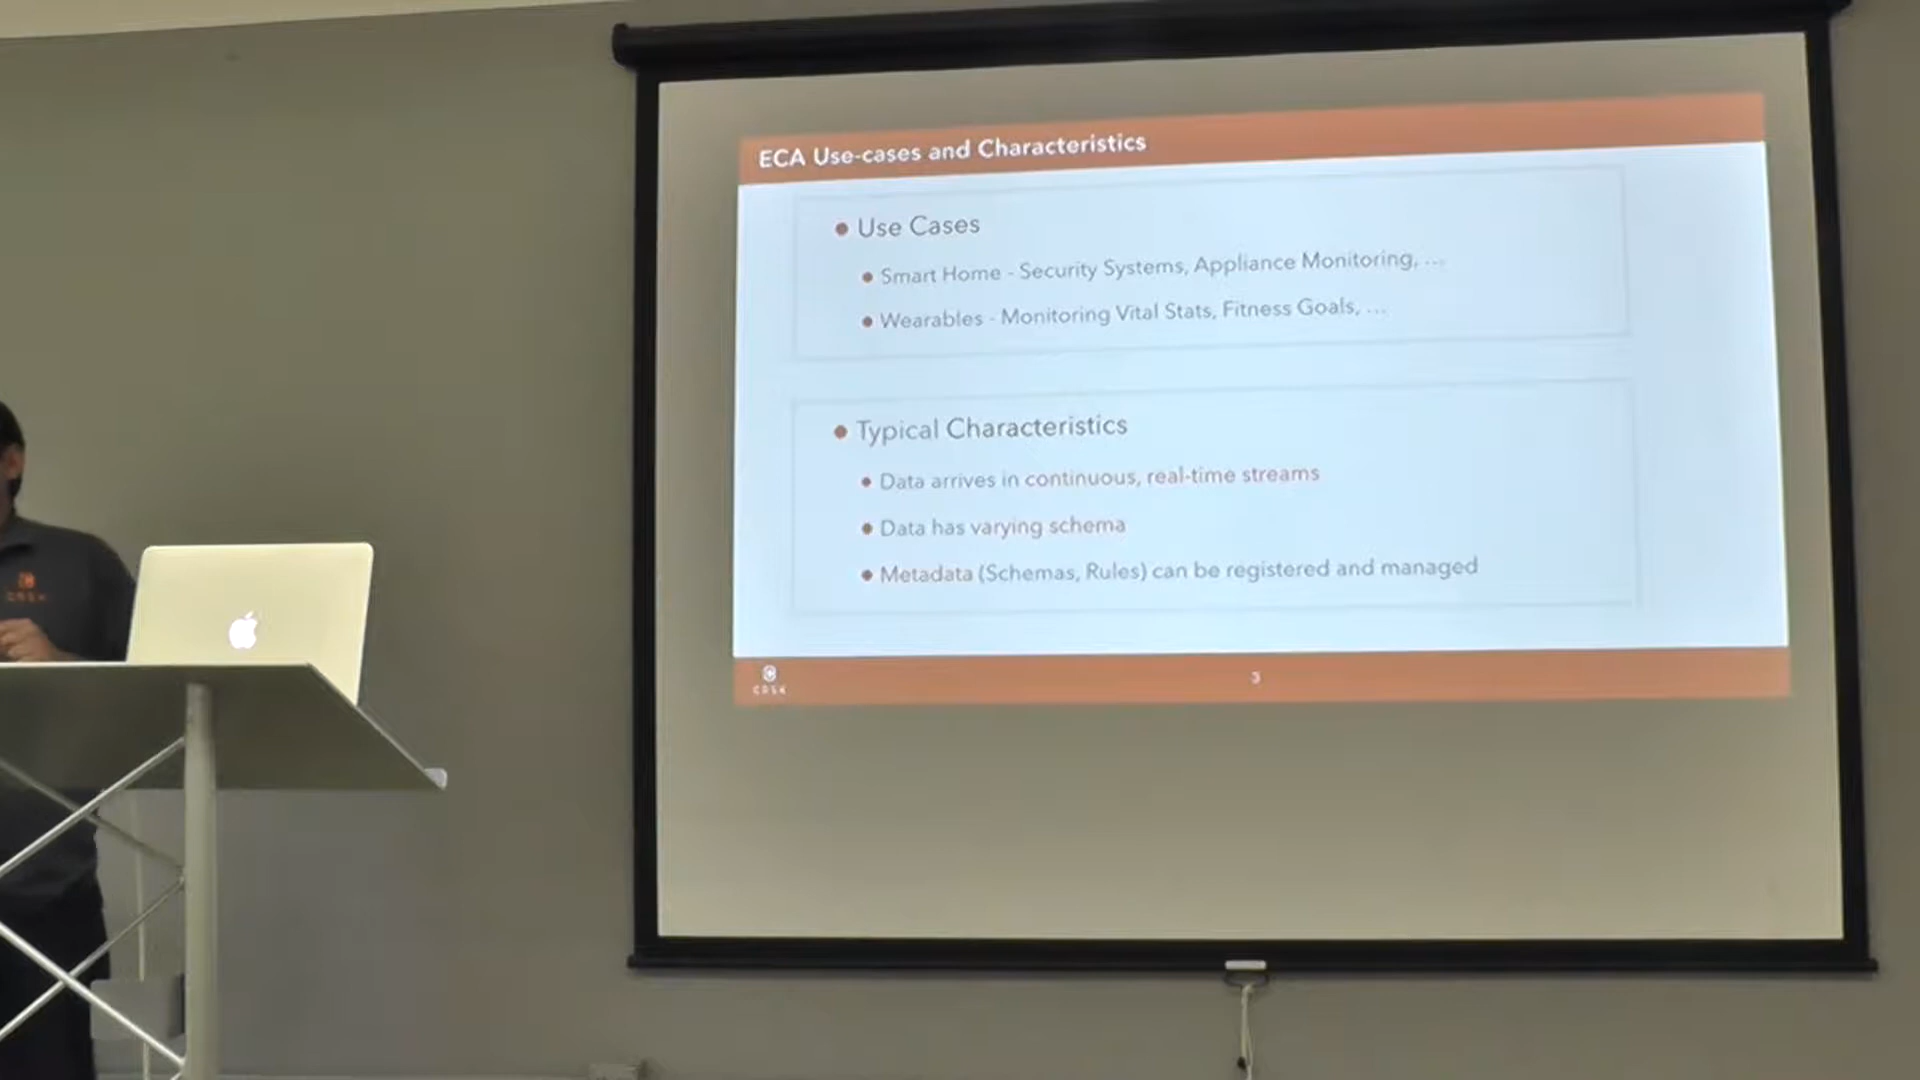 ECA Use-cases and Characteristics
Use Cases
Smart Home - Security Systems, Appliance Monitoring, ...
Wearables - Monitoring Vital Stats, Fitness Goals, ...
Typical Characteristics
Data arrives in continuous, real-time streams
Data has varying schema
Metadata (Schemas, Rules) can be registered and managed
3